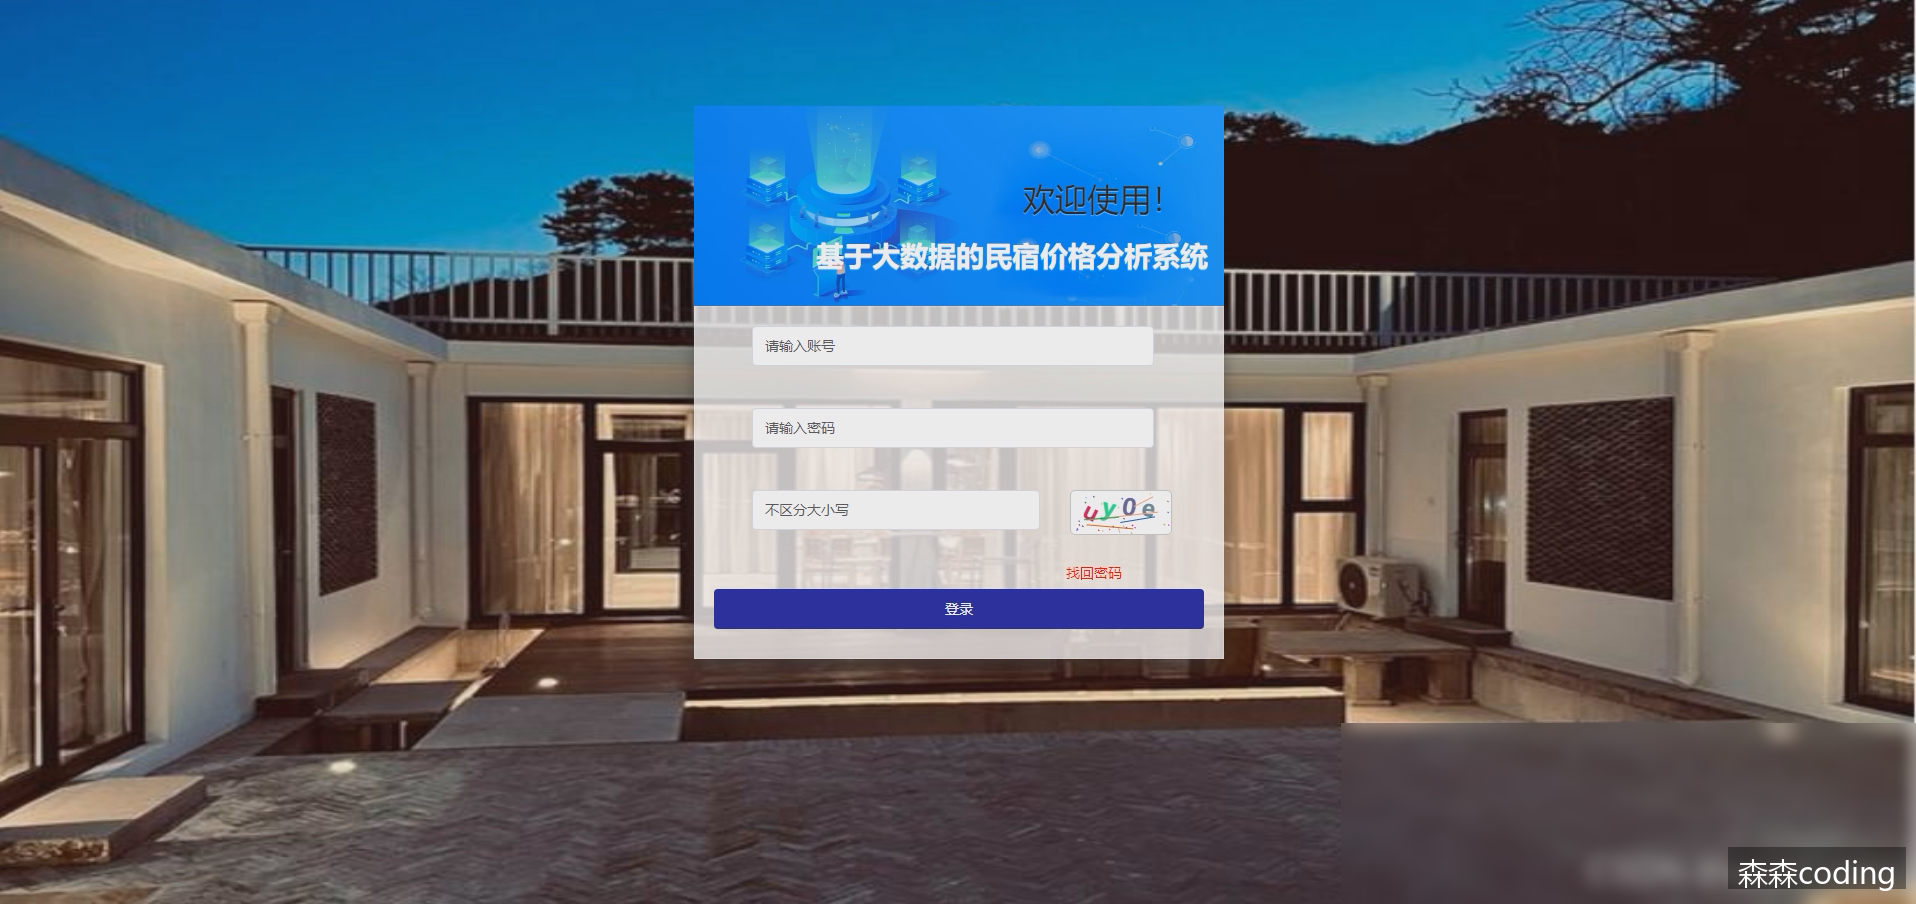 欢迎使用！
基于大数据的民宿价格分析系统
请输入账号
请输入密码
不区分大小写
uy0e
找回密码
登录
森森coding